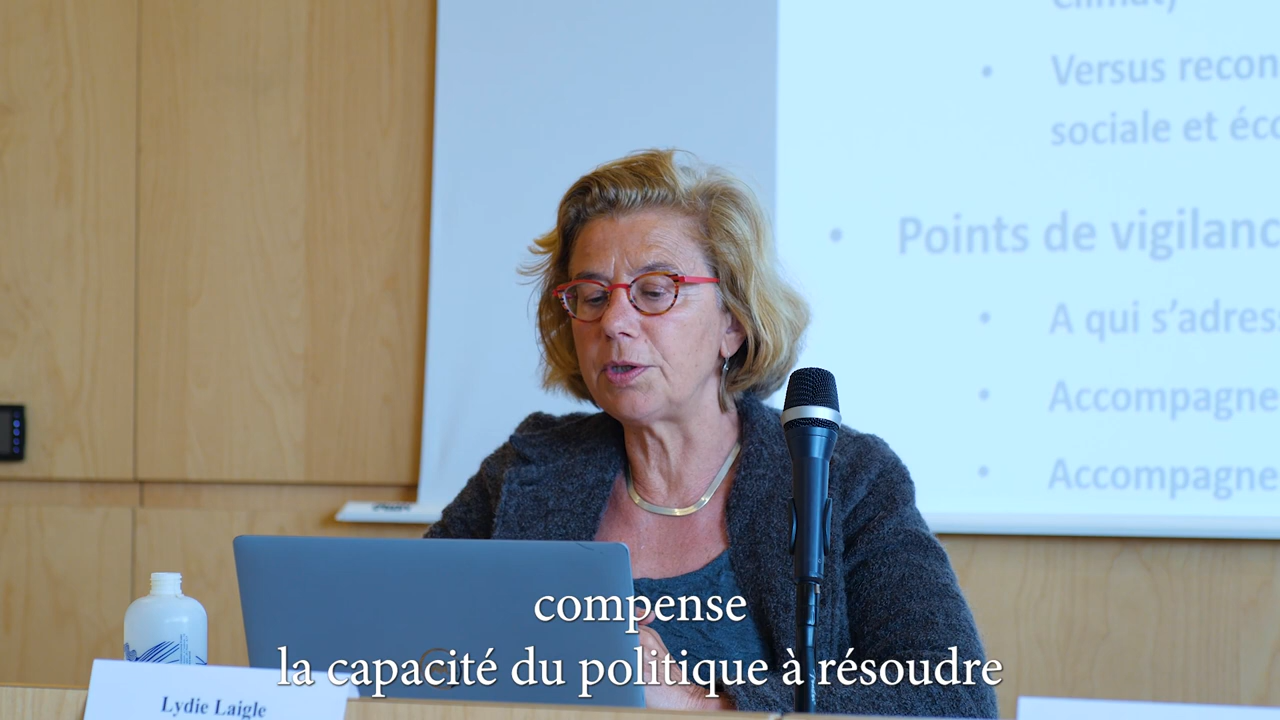 Climat)
• Versus recon
sociale et éco
• Points de vigilanc
• A qui s'adres
• Accompagne
• Accompagne
compense
la capacité du politique à résoudre
Lydie Laigle